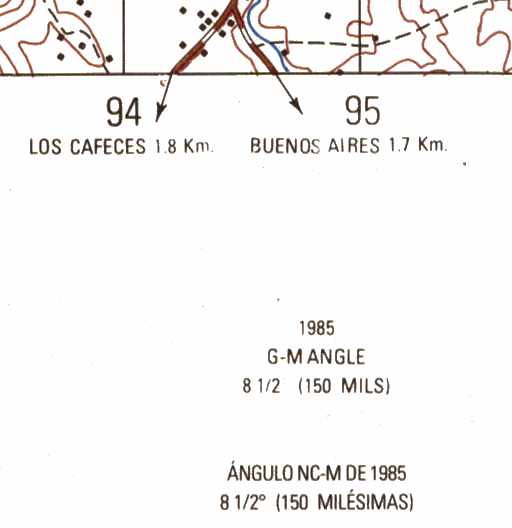 94 95
LOS CAFECES 1.8 Km. BUENOS AIRES 1.7 Km.
1985
G-M ANGLE
8 1/2 (150 MILS)
ÁNGULO NC-M DE 1985
8 1/2° (150 MILÉSIMAS)